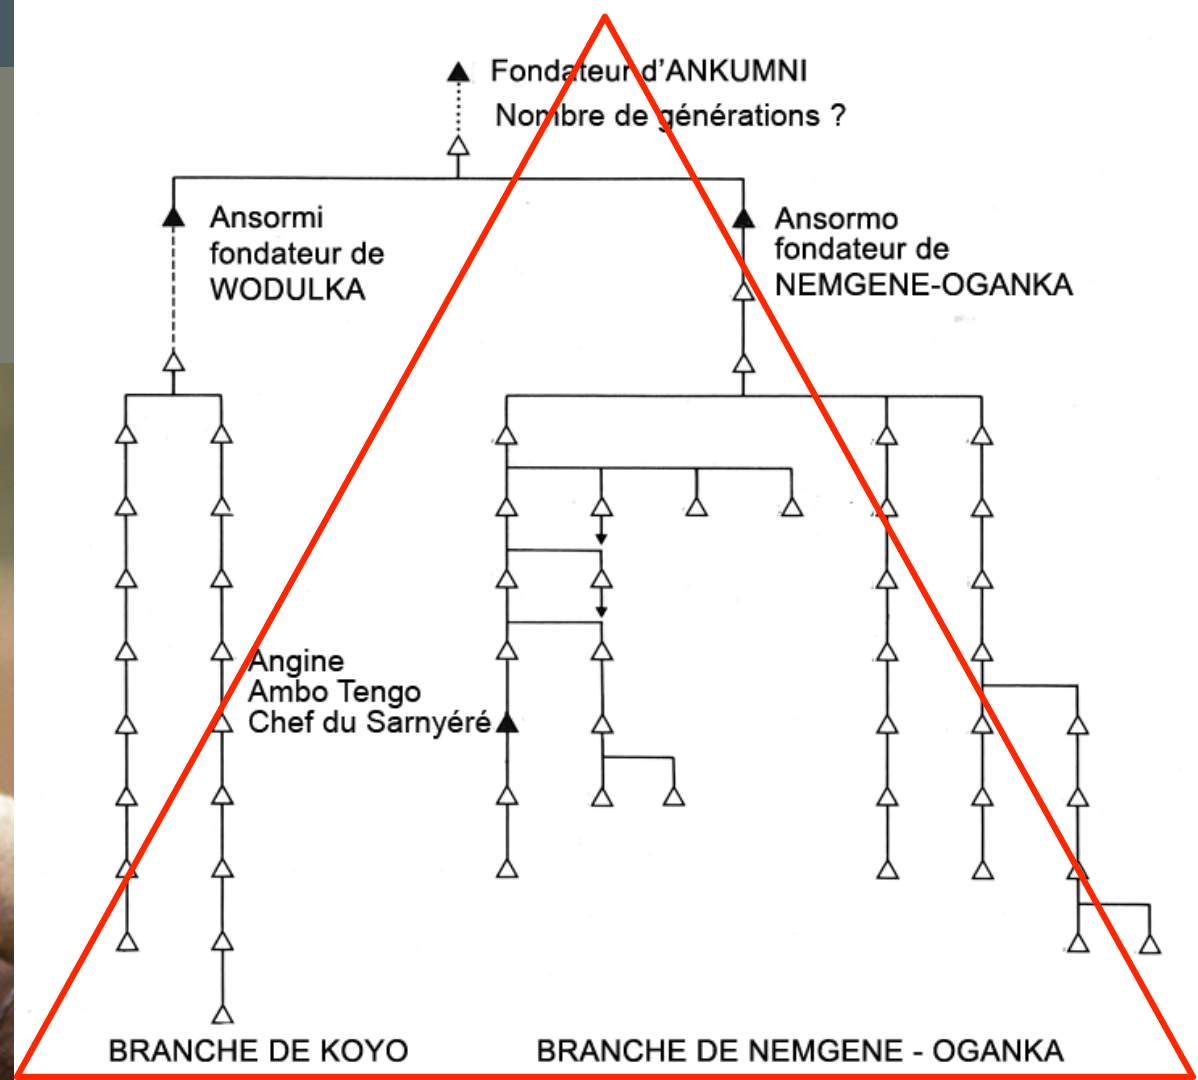 Fondateur d'ANKUMNI
Nombre de générations ?
Ansormi
fondateur de
WODULKA
Ansormo
fondateur de
NEMGENE-OGANKA
Angine
Ambo Tengo
Chef du Sarnyéré
BRANCHE DE KOYO
BRANCHE DE NEMGENE - OGANKA